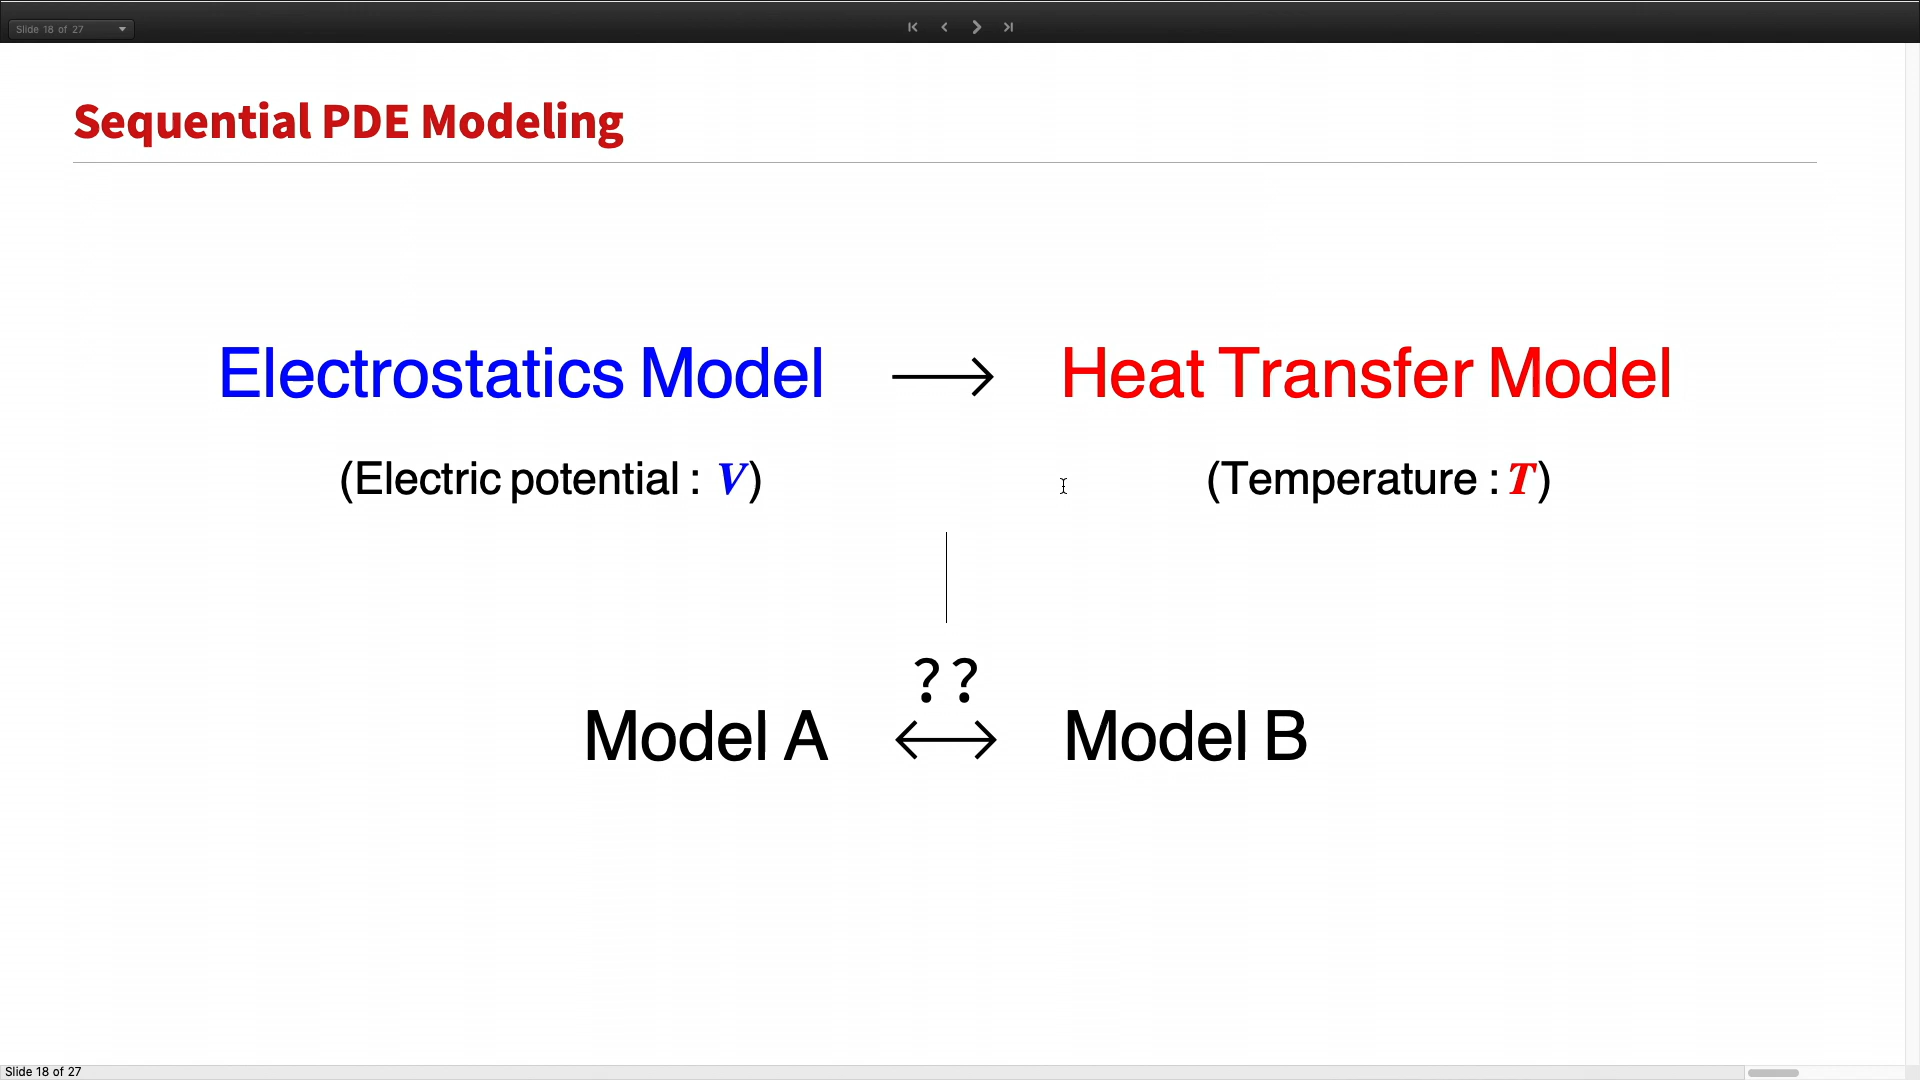 Slide 18 of 27
Sequential PDE Modeling
Electrostatics Model ⟶ Heat Transfer Model
(Electric potential : V) (Temperature : T)
??
Model A ⟷ Model B
Slide 18 of 27